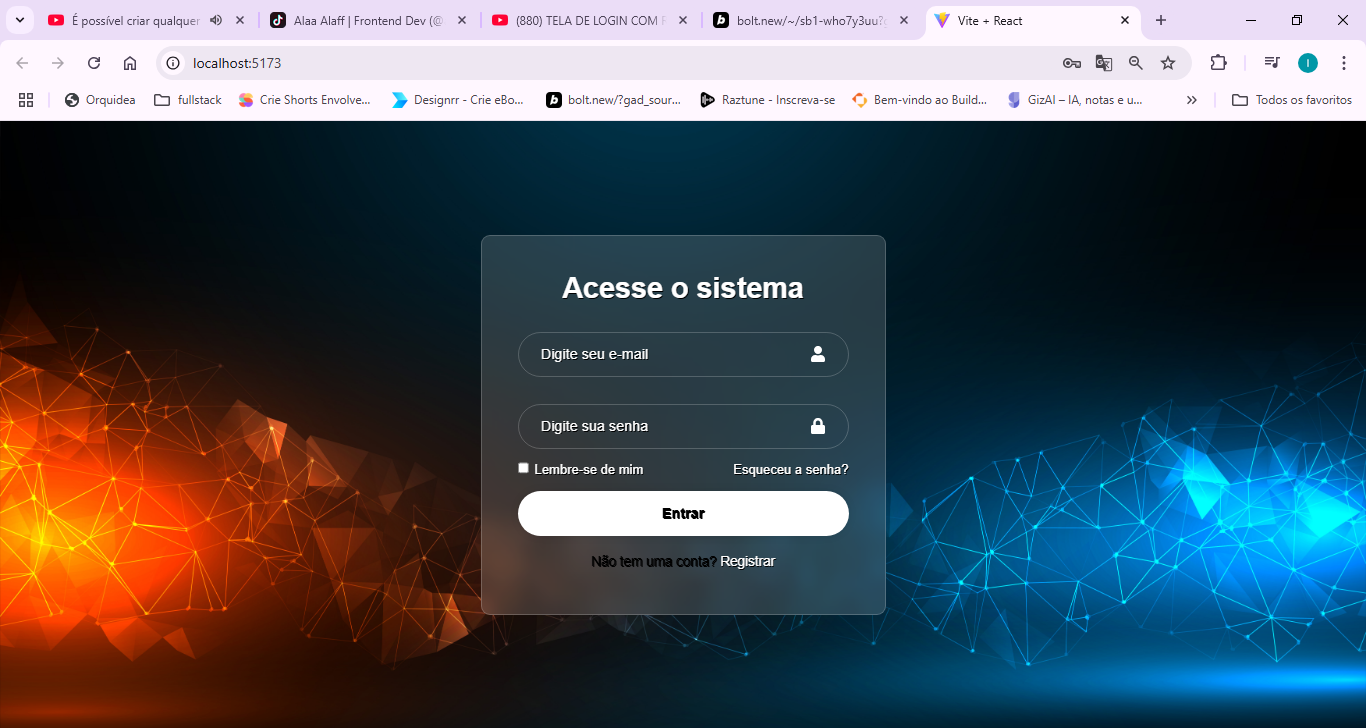 É possível criar qualquer
Alaa Alaff | Frontend Dev (@
(880) TELA DE LOGIN COM
bolt.new/~/sb1-who7y3uu?
Vite + React
localhost:5173
I
Orquidea
fullstack
Crie Shorts Envolve...
Designrr - Crie eBo...
bolt.new/?gad_sour...
Raztune - Inscreva-se
Bem-vindo ao Build...
GizAI – IA, notas e u...
Todos os favoritos
Acesse o sistema
Digite seu e-mail
Digite sua senha
Lembre-se de mim Esqueceu a senha?
Entrar
Não tem uma conta? Registrar